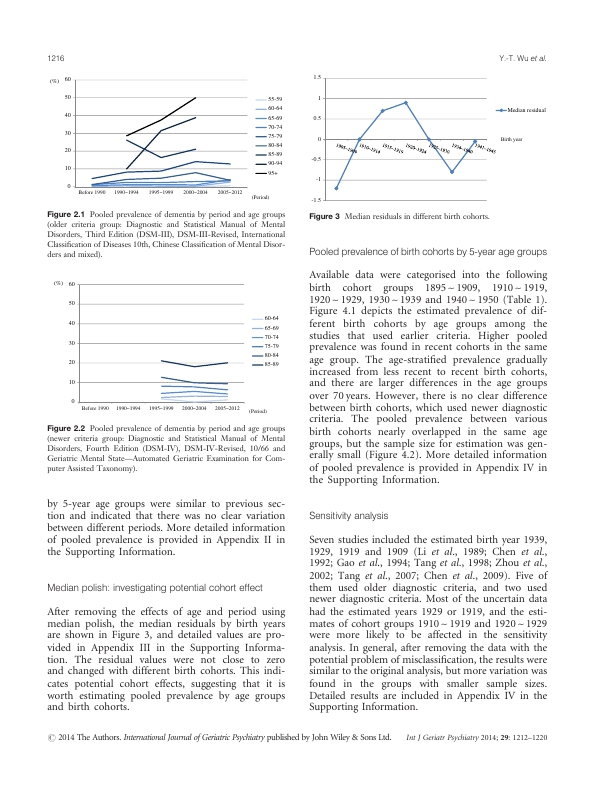 1216
Y.-T. Wu et al.
(%)
60
50
40
30
20
10
0
Before 1990 1990–1994 1995–1999 2000–2004 2005–2012
(Period)
55-59
60-64
65-69
70-74
75-79
80-84
85-89
90-94
95+
Figure 2.1 Pooled prevalence of dementia by period and age groups
(older criteria group: Diagnostic and Statistical Manual of Mental
Disorders, Third Edition (DSM-III), DSM-III-Revised, International
Classification of Diseases 10th, Chinese Classification of Mental Disor-
ders and mixed).
(%)
60
50
40
30
20
10
0
Before 1990 1990–1994 1995–1999 2000–2004 2005–2012
(Period)
60-64
65-69
70-74
75-79
80-84
85-89
Figure 2.2 Pooled prevalence of dementia by period and age groups
(newer criteria group: Diagnostic and Statistical Manual of Mental
Disorders, Fourth Edition (DSM-IV), DSM-IV-Revised, 10/66 and
Geriatric Mental State—Automated Geriatric Examination for Com-
puter Assisted Taxonomy).
by 5-year age groups were similar to previous sec-
tion and indicated that there was no clear variation
between different periods. More detailed information
of pooled prevalence is provided in Appendix II in
the Supporting Information.
Median polish: investigating potential cohort effect
After removing the effects of age and period using
median polish, the median residuals by birth years
are shown in Figure 3, and detailed values are pro-
vided in Appendix III in the Supporting Informa-
tion. The residual values were not close to zero
and changed with different birth cohorts. This indi-
cates potential cohort effects, suggesting that it is
worth estimating pooled prevalence by age groups
and birth cohorts.
1.5
1
0.5
0
-0.5
-1
-1.5
Median residual
Birth year
Figure 3 Median residuals in different birth cohorts.
Pooled prevalence of birth cohorts by 5-year age groups
Available data were categorised into the following
birth cohort groups 1895 ~ 1909, 1910 ~ 1919,
1920 ~ 1929, 1930 ~ 1939 and 1940 ~ 1950 (Table 1).
Figure 4.1 depicts the estimated prevalence of dif-
ferent birth cohorts by age groups among the
studies that used earlier criteria. Higher pooled
prevalence was found in recent cohorts in the same
age group. The age-stratified prevalence gradually
increased from less recent to recent birth cohorts,
and there are larger differences in the age groups
over 70 years. However, there is no clear difference
between birth cohorts, which used newer diagnostic
criteria. The pooled prevalence between various
birth cohorts nearly overlapped in the same age
groups, but the sample size for estimation was gen-
erally small (Figure 4.2). More detailed information
of pooled prevalence is provided in Appendix IV in
the Supporting Information.
Sensitivity analysis
Seven studies included the estimated birth year 1939,
1929, 1919 and 1909 (Li et al., 1989; Chen et al.,
1992; Gao et al., 1994; Tang et al., 1998; Zhou et al.,
2002; Tang et al., 2007; Chen et al., 2009). Five of
them used older diagnostic criteria, and two used
newer diagnostic criteria. Most of the uncertain data
had the estimated years 1929 or 1919, and the esti-
mates of cohort groups 1910 ~ 1919 and 1920 ~ 1929
were more likely to be affected in the sensitivity
analysis. In general, after removing the data with the
potential problem of misclassification, the results were
similar to the original analysis, but more variation was
found in the groups with smaller sample sizes.
Detailed results are included in Appendix IV in the
Supporting Information.
© 2014 The Authors. International Journal of Geriatric Psychiatry published by John Wiley & Sons Ltd.
Int J Geriatr Psychiatry 2014; 29: 1212–1220